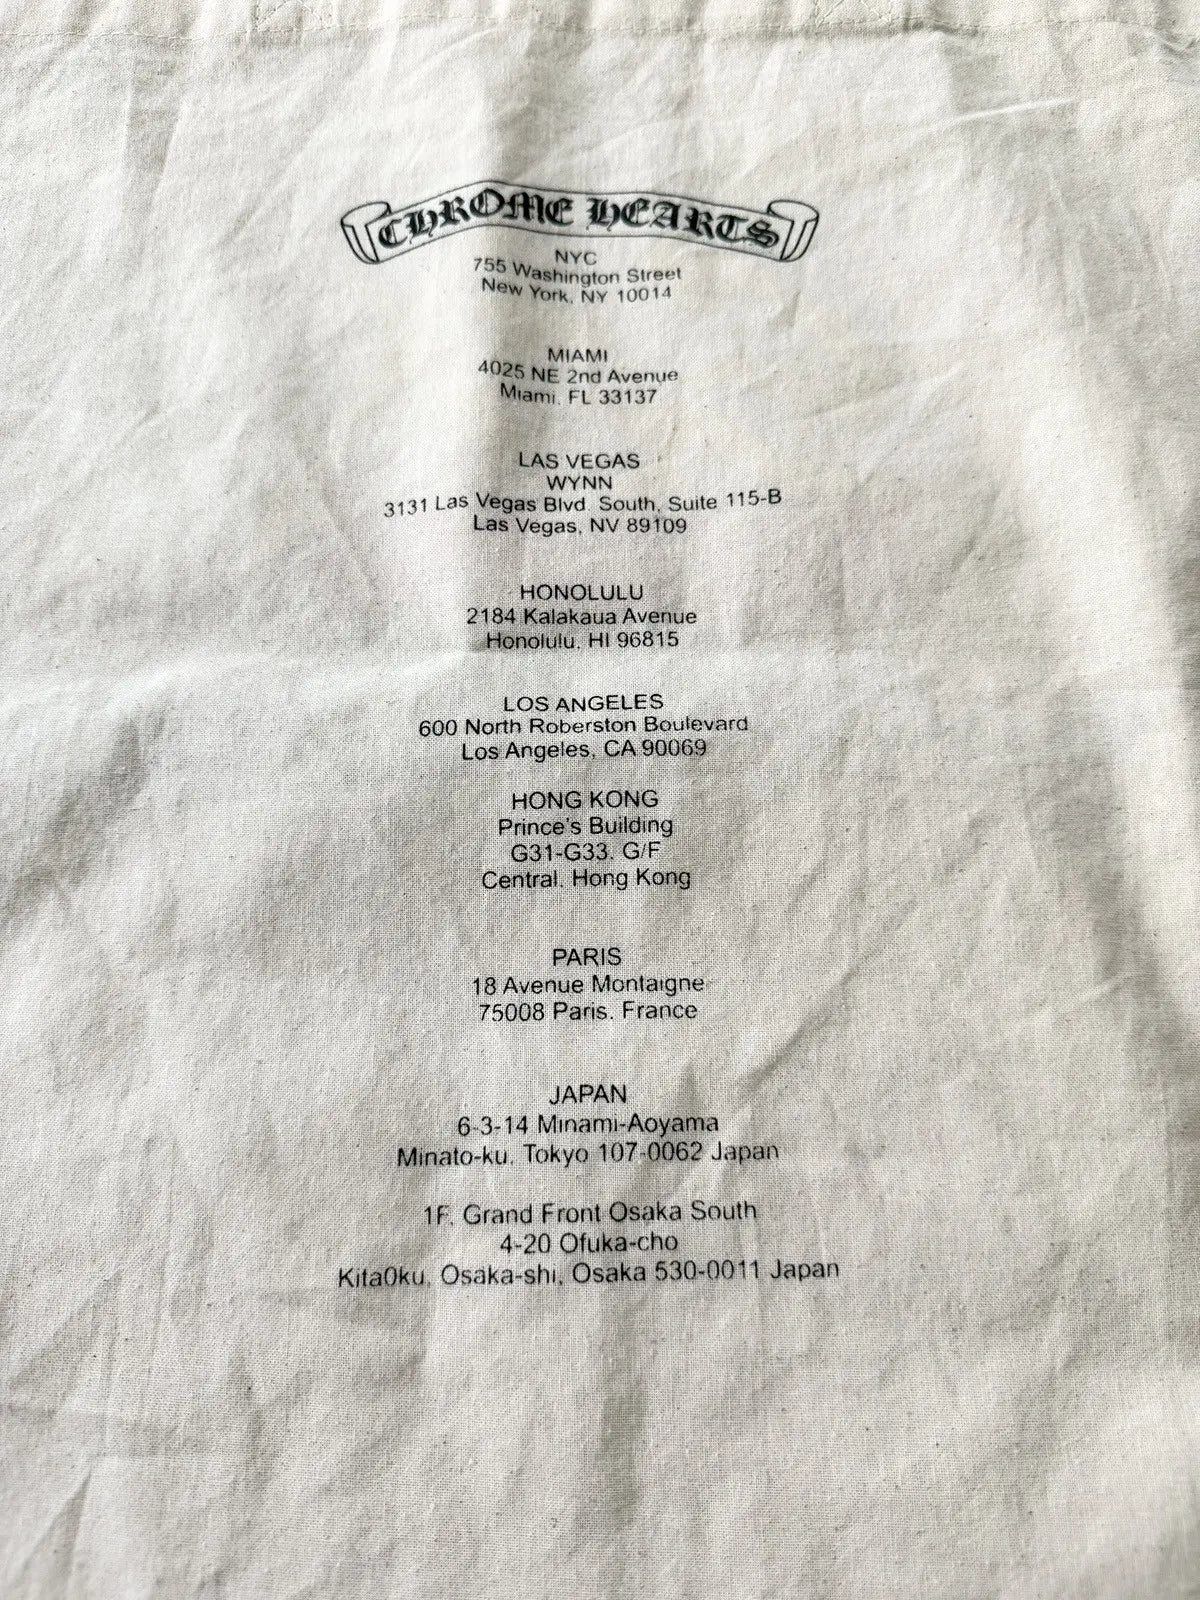 CHROME HEARTS
NYC
755 Washington Street
New York, NY 10014
MIAMI
4025 NE 2nd Avenue
Miami, FL 33137
LAS VEGAS
WYNN
3131 Las Vegas Blvd. South, Suite 115-B
Las Vegas, NV 89109
HONOLULU
2184 Kalakaua Avenue
Honolulu, HI 96815
LOS ANGELES
600 North Roberston Boulevard
Los Angeles, CA 90069
HONG KONG
Prince's Building
G31-G33, G/F
Central, Hong Kong
PARIS
18 Avenue Montaigne
75008 Paris, France
JAPAN
6-3-14 Minami-Aoyama
Minato-ku, Tokyo 107-0062 Japan
1F, Grand Front Osaka South
4-20 Ofuka-cho
Kita0ku, Osaka-shi, Osaka 530-0011 Japan